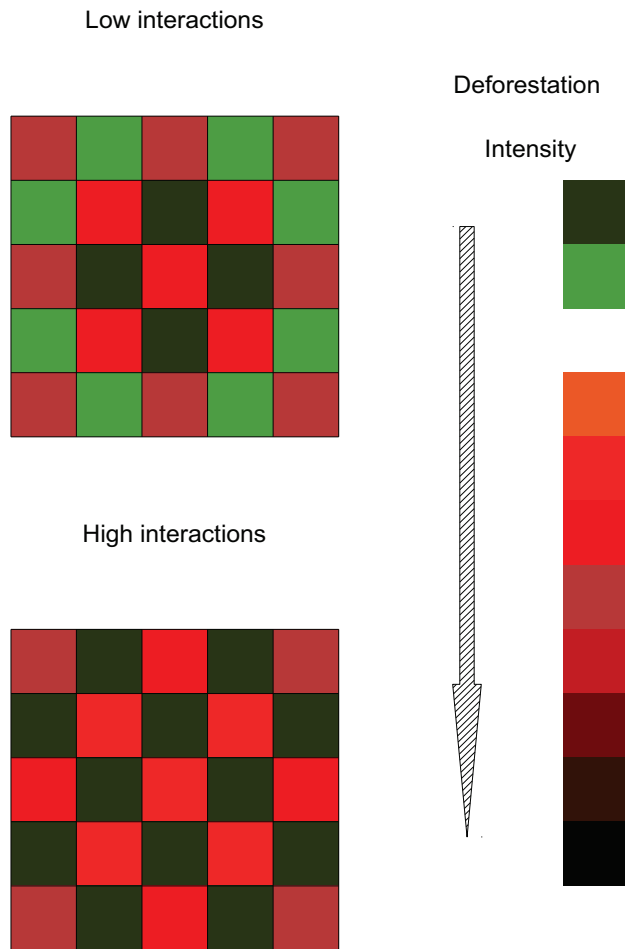 Low interactions
Deforestation
Intensity
High interactions